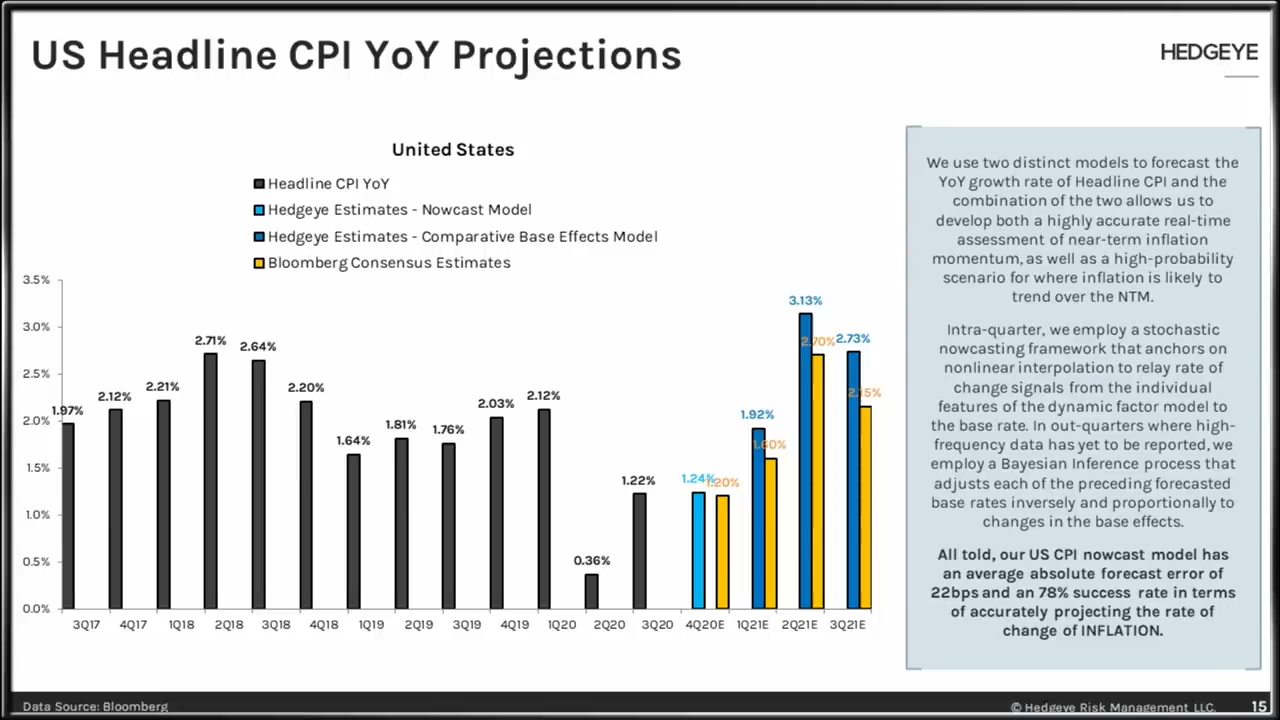 US Headline CPI YoY Projections
HEDGEYE
United States
Headline CPI YoY
Hedgeye Estimates - Nowcast Model
Hedgeye Estimates - Comparative Base Effects Model
Bloomberg Consensus Estimates
3.5%
3.0%
2.5%
2.0%
1.5%
1.0%
0.5%
0.0%
1.97%
2.12%
2.21%
2.71%
2.64%
2.20%
1.64%
1.81%
1.76%
2.03%
2.12%
0.36%
1.22%
1.24%
1.20%
1.92%
1.60%
3.13%
2.70%
2.73%
2.15%
3Q17 4Q17 1Q18 2Q18 3Q18 4Q18 1Q19 2Q19 3Q19 4Q19 1Q20 2Q20 3Q20 4Q20E 1Q21E 2Q21E 3Q21E
We use two distinct models to forecast the
YoY growth rate of Headline CPI and the
combination of the two allows us to
develop both a highly accurate real-time
assessment of near-term inflation
momentum, as well as a high-probability
scenario for where inflation is likely to
trend over the NTM.
Intra-quarter, we employ a stochastic
nowcasting framework that anchors on
nonlinear interpolation to relay rate of
change signals from the individual
features of the dynamic factor model to
the base rate. In out-quarters where high-
frequency data has yet to be reported, we
employ a Bayesian Inference process that
adjusts each of the preceding forecasted
base rates inversely and proportionally to
changes in the base effects.
All told, our US CPI nowcast model has
an average absolute forecast error of
22bps and an 78% success rate in terms
of accurately projecting the rate of
change of INFLATION.
Data Source: Bloomberg
© Hedgeye Risk Management LLC.
15